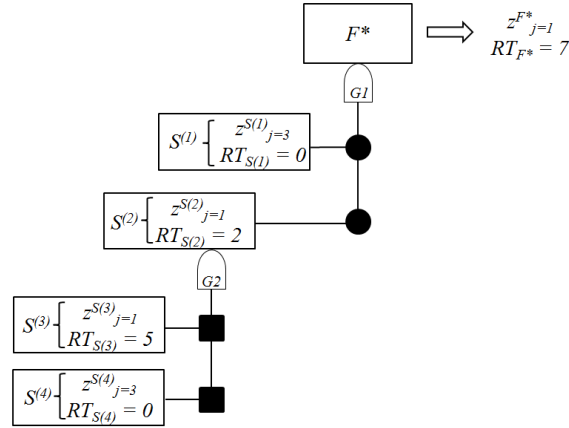 F*
z^{F*}_{j=1}
RT_{F*} = 7
G1
S^{(1)} { z^{S(1)}_{j=3}
RT_{S(1)} = 0
S^{(2)} { z^{S(2)}_{j=1}
RT_{S(2)} = 2
G2
S^{(3)} { z^{S(3)}_{j=1}
RT_{S(3)} = 5
S^{(4)} { z^{S(4)}_{j=3}
RT_{S(4)} = 0